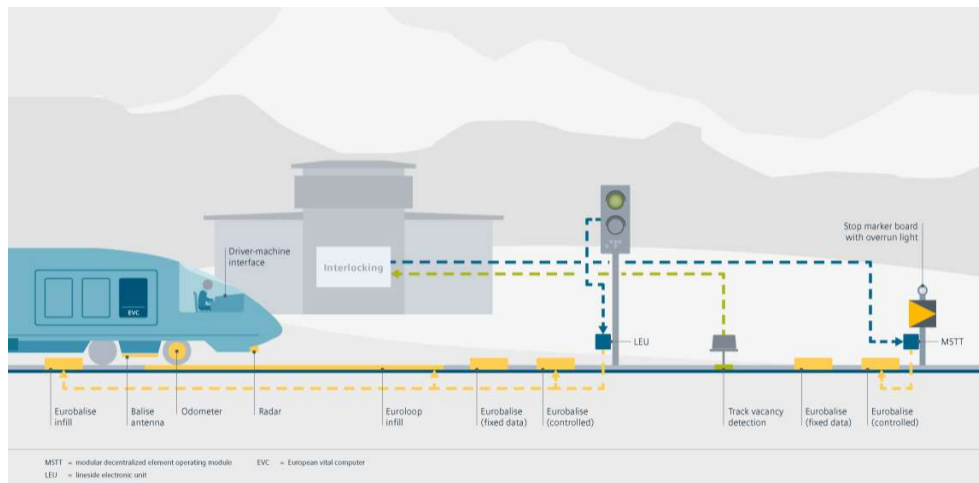 Stop marker board
with overrun light
Driver-machine
interface
Interlocking
EVC
LEU
MSTT
Eurobalise
infill
Balise
antenna
Odometer
Radar
Euroloop
infill
Eurobalise
(fixed data)
Eurobalise
(controlled)
Track vacancy
detection
Eurobalise
(fixed data)
Eurobalise
(controlled)
MSTT = modular decentralized element operating module
EVC = European vital computer
LEU = lineside electronic unit